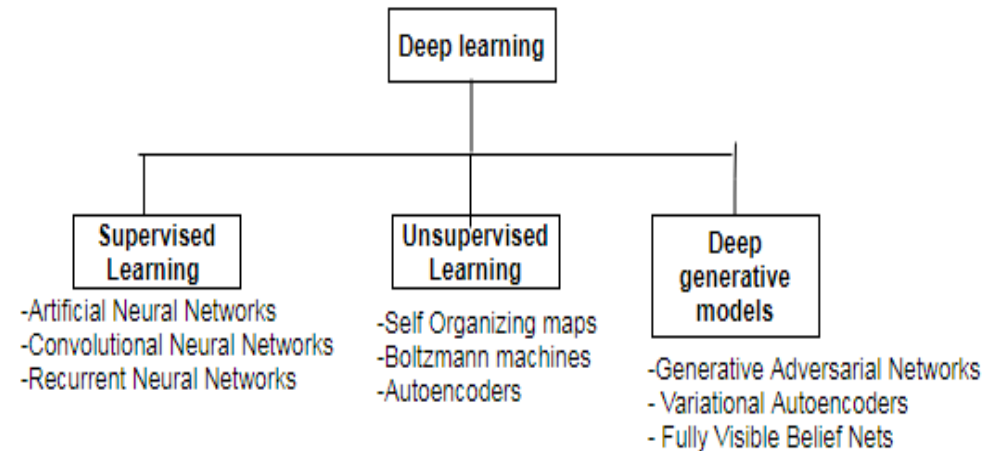 Deep learning
Supervised
Learning
-Artificial Neural Networks
-Convolutional Neural Networks
-Recurrent Neural Networks
Unsupervised
Learning
-Self Organizing maps
-Boltzmann machines
-Autoencoders
Deep
generative
models
-Generative Adversarial Networks
- Variational Autoencoders
- Fully Visible Belief Nets